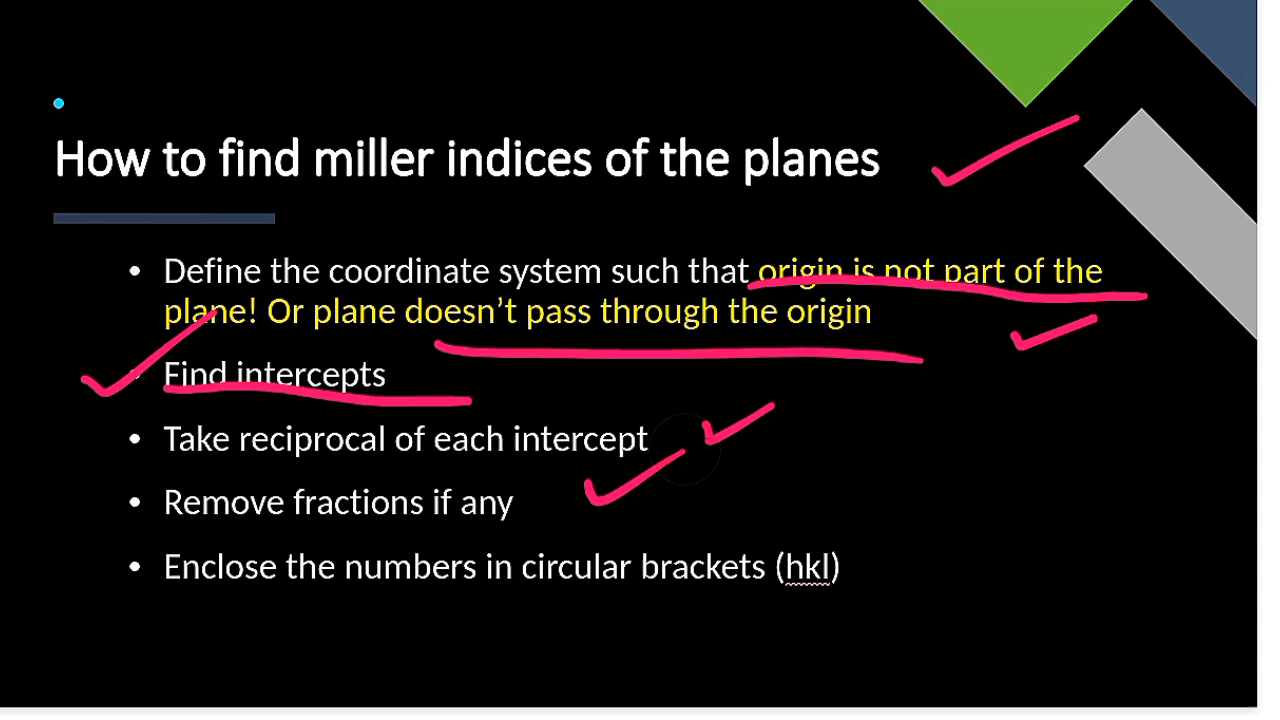 How to find miller indices of the planes
• Define the coordinate system such that origin is not part of the
plane! Or plane doesn’t pass through the origin
• Find intercepts
• Take reciprocal of each intercept
• Remove fractions if any
• Enclose the numbers in circular brackets (hkl)